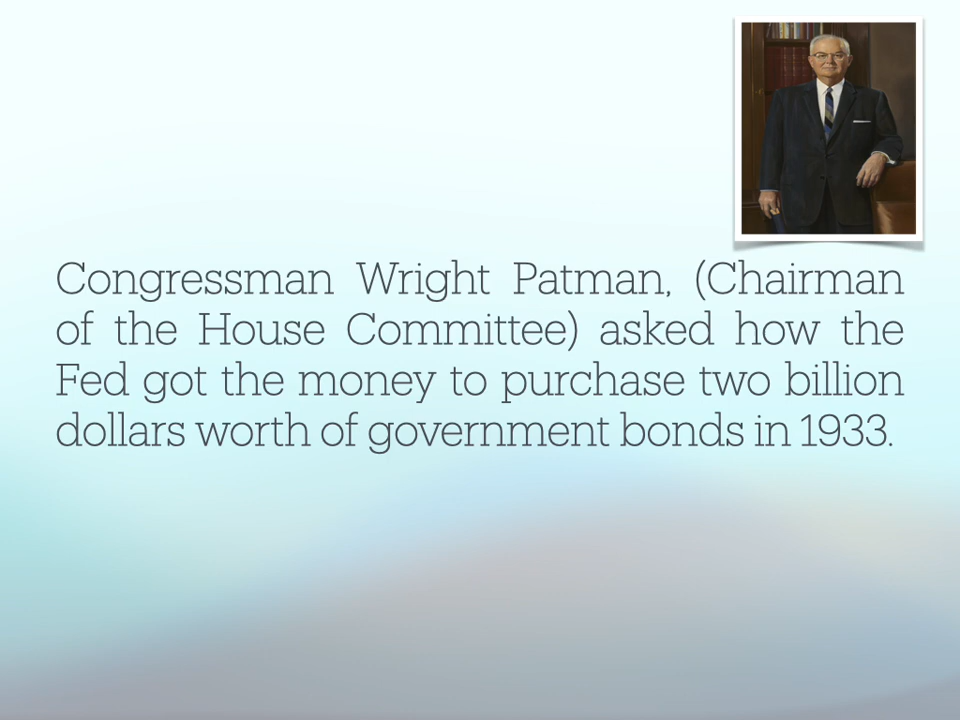 Congressman Wright Patman, (Chairman
of the House Committee) asked how the
Fed got the money to purchase two billion
dollars worth of government bonds in 1933.